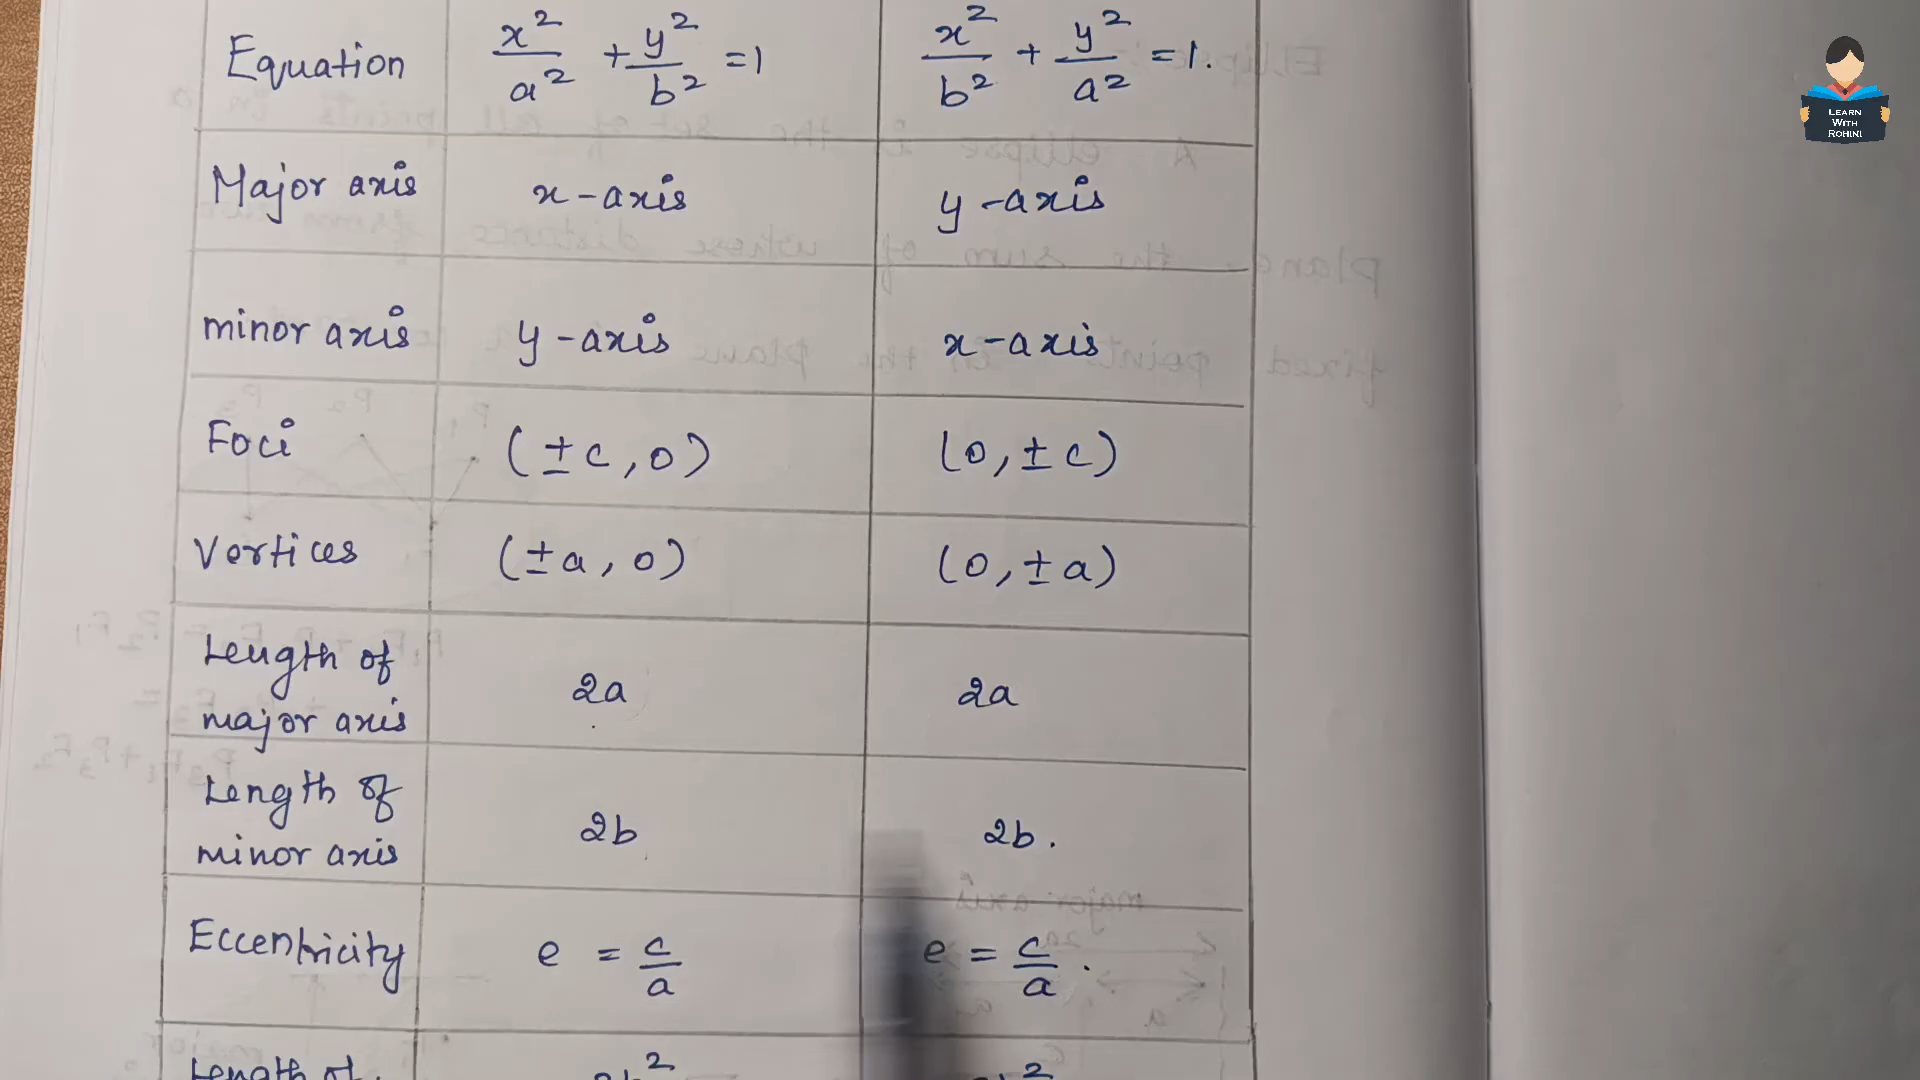 Equation x²/a² + y²/b² = 1 x²/b² + y²/a² = 1.
Major axis x-axis y-axis
minor axis y-axis x-axis
Foci (±c, 0) (0, ±c)
Vertices (±a, 0) (0, ±a)
Length of
major axis 2a 2a
Length of
minor axis 2b 2b.
Eccentricity e = c/a e = c/a.
Length of
LEARN
WITH
ROHINI